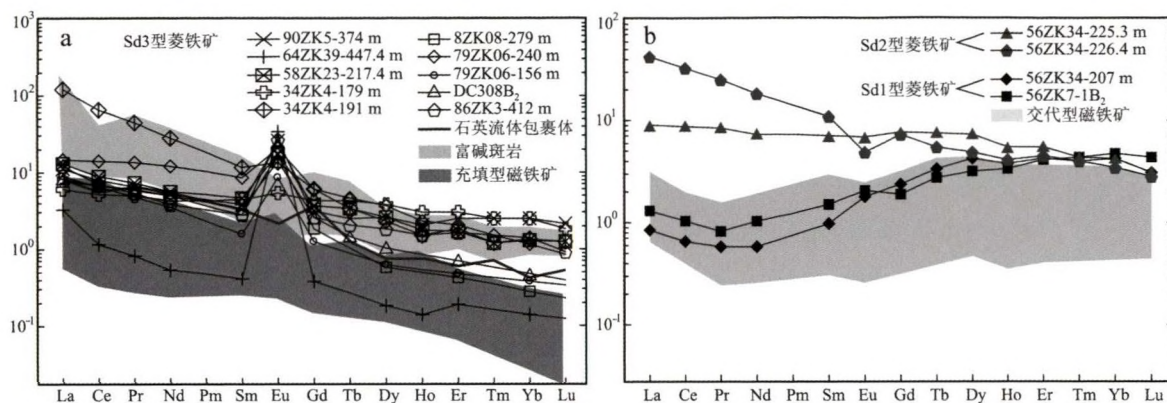 a
Sd3型菱铁矿
90ZK5-374 m
64ZK39-447.4 m
58ZK23-217.4 m
34ZK4-179 m
34ZK4-191 m
8ZK08-279 m
79ZK06-240 m
79ZK06-156 m
DC308B₂
86ZK3-412 m
石英流体包裹体
富碱斑岩
充填型磁铁矿
10³
10²
10¹
10⁰
10⁻¹
La Ce Pr Nd Pm Sm Eu Gd Tb Dy Ho Er Tm Yb Lu
b
Sd2型菱铁矿
56ZK34-225.3 m
56ZK34-226.4 m
Sd1型菱铁矿
56ZK34-207 m
56ZK7-1B₂
交代型磁铁矿
10²
10¹
10⁰
10⁻¹
La Ce Pr Nd Pm Sm Eu Gd Tb Dy Ho Er Tm Yb Lu